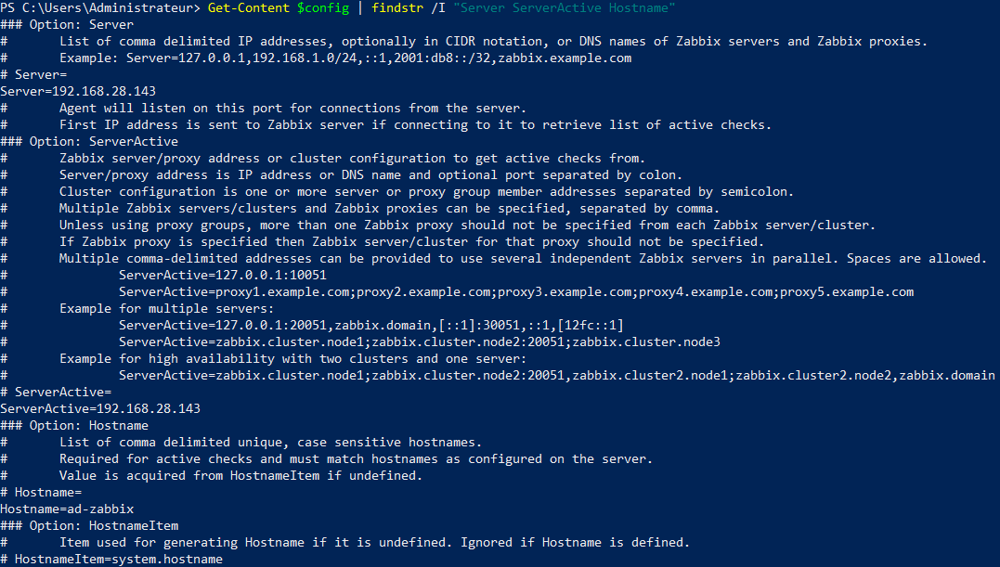 PS C:\Users\Administrateur> Get-Content $config | findstr /I "Server ServerActive Hostname"
### Option: Server
#       List of comma delimited IP addresses, optionally in CIDR notation, or DNS names of Zabbix servers and Zabbix proxies.
#       Example: Server=127.0.0.1,192.168.1.0/24,::1,2001:db8::/32,zabbix.example.com
# Server=
Server=192.168.28.143
#       Agent will listen on this port for connections from the server.
#       First IP address is sent to Zabbix server if connecting to it to retrieve list of active checks.
### Option: ServerActive
#       Zabbix server/proxy address or cluster configuration to get active checks from.
#       Server/proxy address is IP address or DNS name and optional port separated by colon.
#       Cluster configuration is one or more server or proxy group member addresses separated by semicolon.
#       Multiple Zabbix servers/clusters and Zabbix proxies can be specified, separated by comma.
#       Unless using proxy groups, more than one Zabbix proxy should not be specified from each Zabbix server/cluster.
#       If Zabbix proxy is specified then Zabbix server/cluster for that proxy should not be specified.
#       Multiple comma-delimited addresses can be provided to use several independent Zabbix servers in parallel. Spaces are allowed.
#               ServerActive=127.0.0.1:10051
#               ServerActive=proxy1.example.com;proxy2.example.com;proxy3.example.com;proxy4.example.com;proxy5.example.com
#       Example for multiple servers:
#               ServerActive=127.0.0.1:20051,zabbix.domain,[::1]:30051,::1,[12fc::1]
#               ServerActive=zabbix.cluster.node1;zabbix.cluster.node2:20051;zabbix.cluster.node3
#       Example for high availability with two clusters and one server:
#               ServerActive=zabbix.cluster.node1;zabbix.cluster.node2:20051,zabbix.cluster2.node1;zabbix.cluster2.node2,zabbix.domain
# ServerActive=
ServerActive=192.168.28.143
### Option: Hostname
#       List of comma delimited unique, case sensitive hostnames.
#       Required for active checks and must match hostnames as configured on the server.
#       Value is acquired from HostnameItem if undefined.
# Hostname=
Hostname=ad-zabbix
### Option: HostnameItem
#       Item used for generating Hostname if it is undefined. Ignored if Hostname is defined.
# HostnameItem=system.hostname